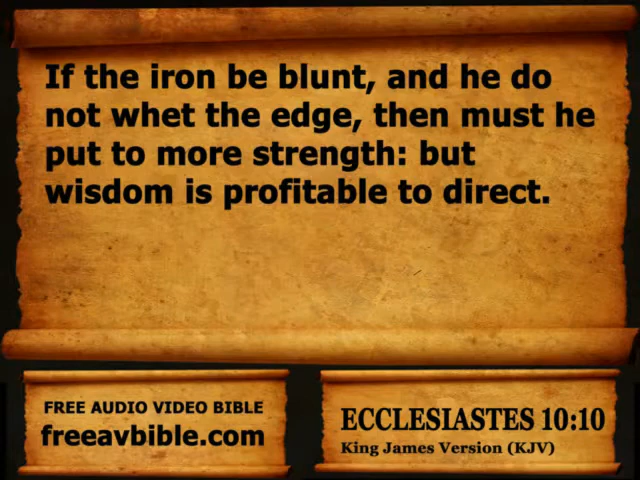 If the iron be blunt, and he do
not whet the edge, then must he
put to more strength: but
wisdom is profitable to direct.
FREE AUDIO VIDEO BIBLE
freeavbible.com
ECCLESIASTES 10:10
King James Version (KJV)